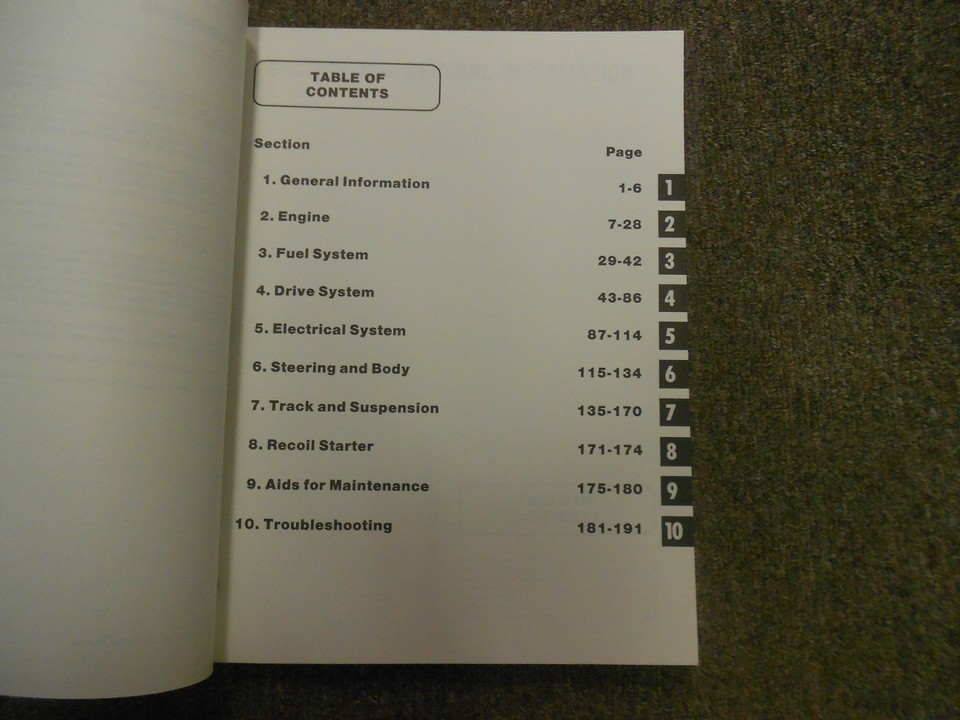 TABLE OF
CONTENTS
Section Page
1. General Information 1-6 1
2. Engine 7-28 2
3. Fuel System 29-42 3
4. Drive System 43-86 4
5. Electrical System 87-114 5
6. Steering and Body 115-134 6
7. Track and Suspension 135-170 7
8. Recoil Starter 171-174 8
9. Aids for Maintenance 175-180 9
10. Troubleshooting 181-191 10